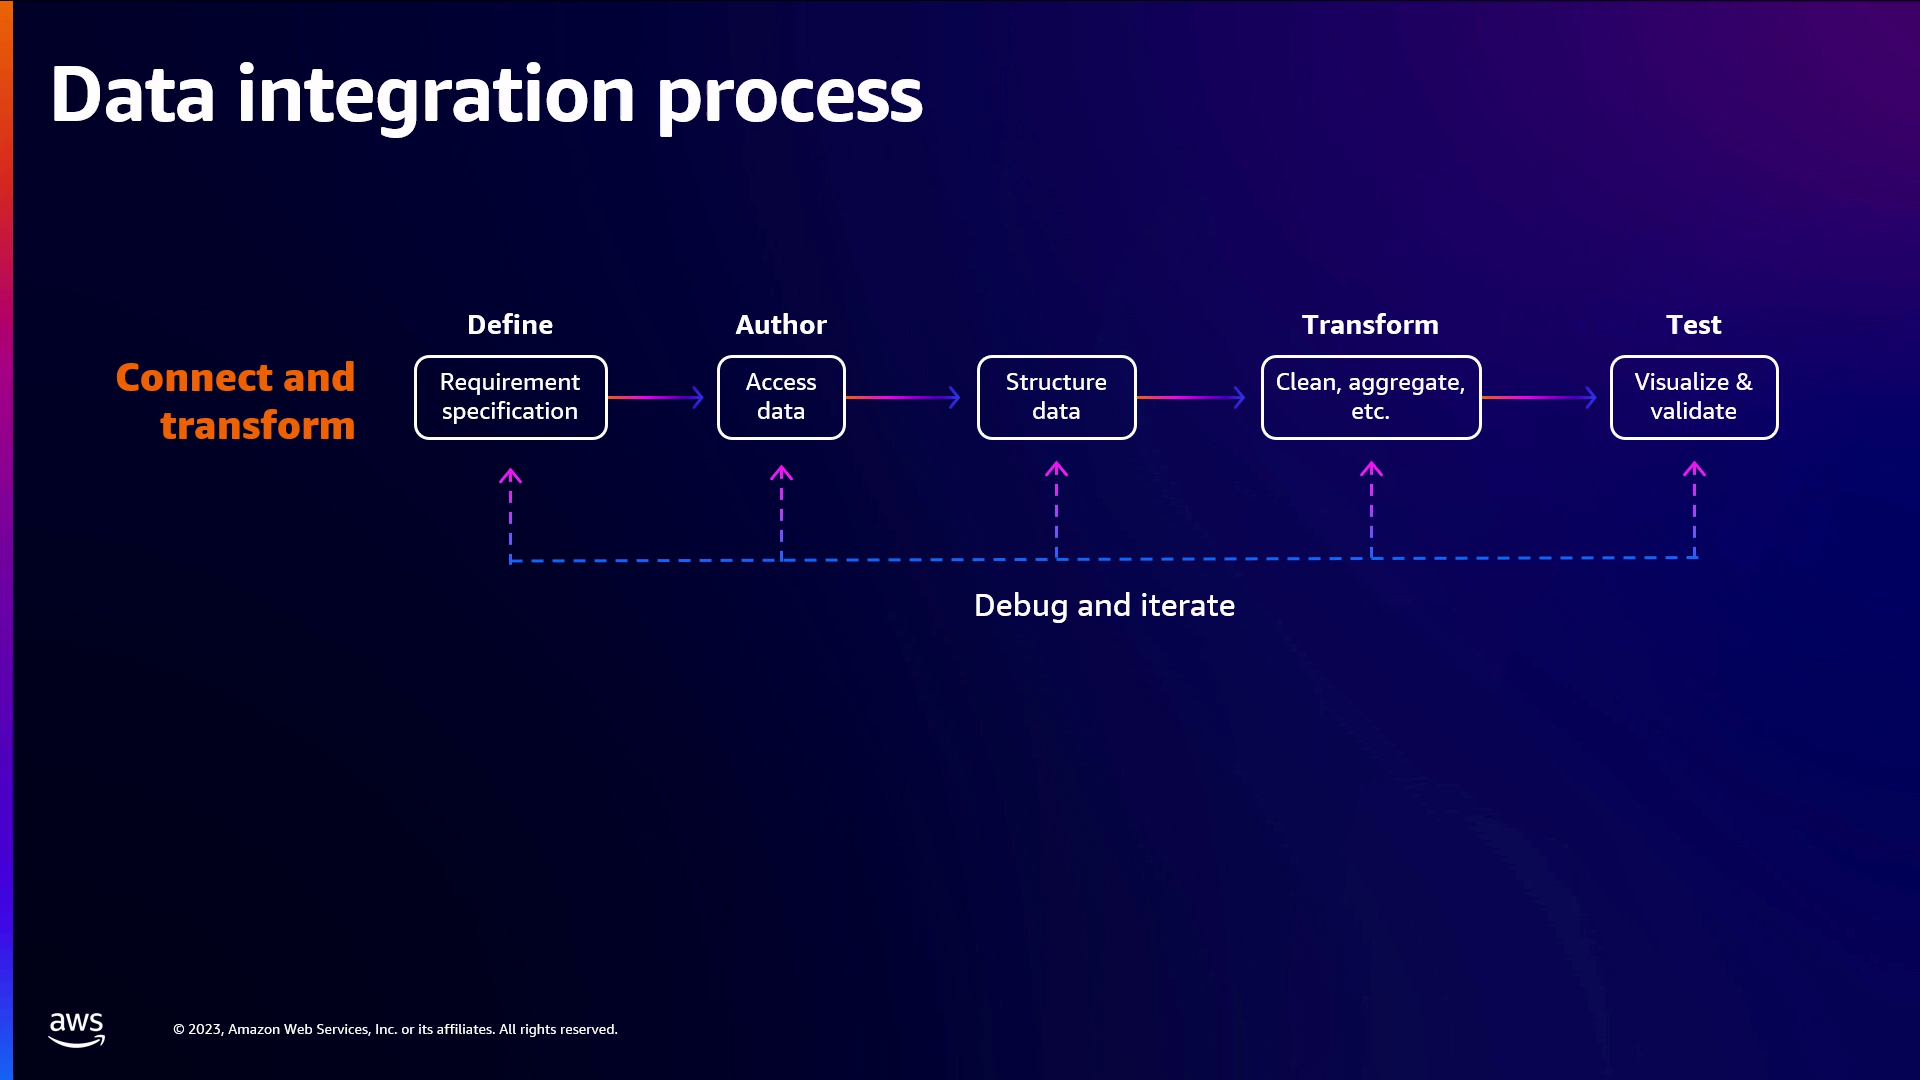 Data integration process
Connect and
transform
Define
Requirement
specification
Author
Access
data
Structure
data
Transform
Clean, aggregate,
etc.
Test
Visualize &
validate
Debug and iterate
aws
© 2023, Amazon Web Services, Inc. or its affiliates. All rights reserved.